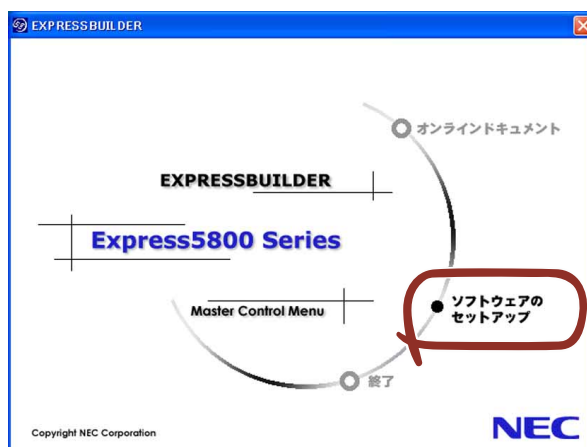 EXPRESSBUILDER
オンラインドキュメント
EXPRESSBUILDER
Express5800 Series
ソフトウェアの
セットアップ
Master Control Menu
終了
Copyright NEC Corporation
NEC